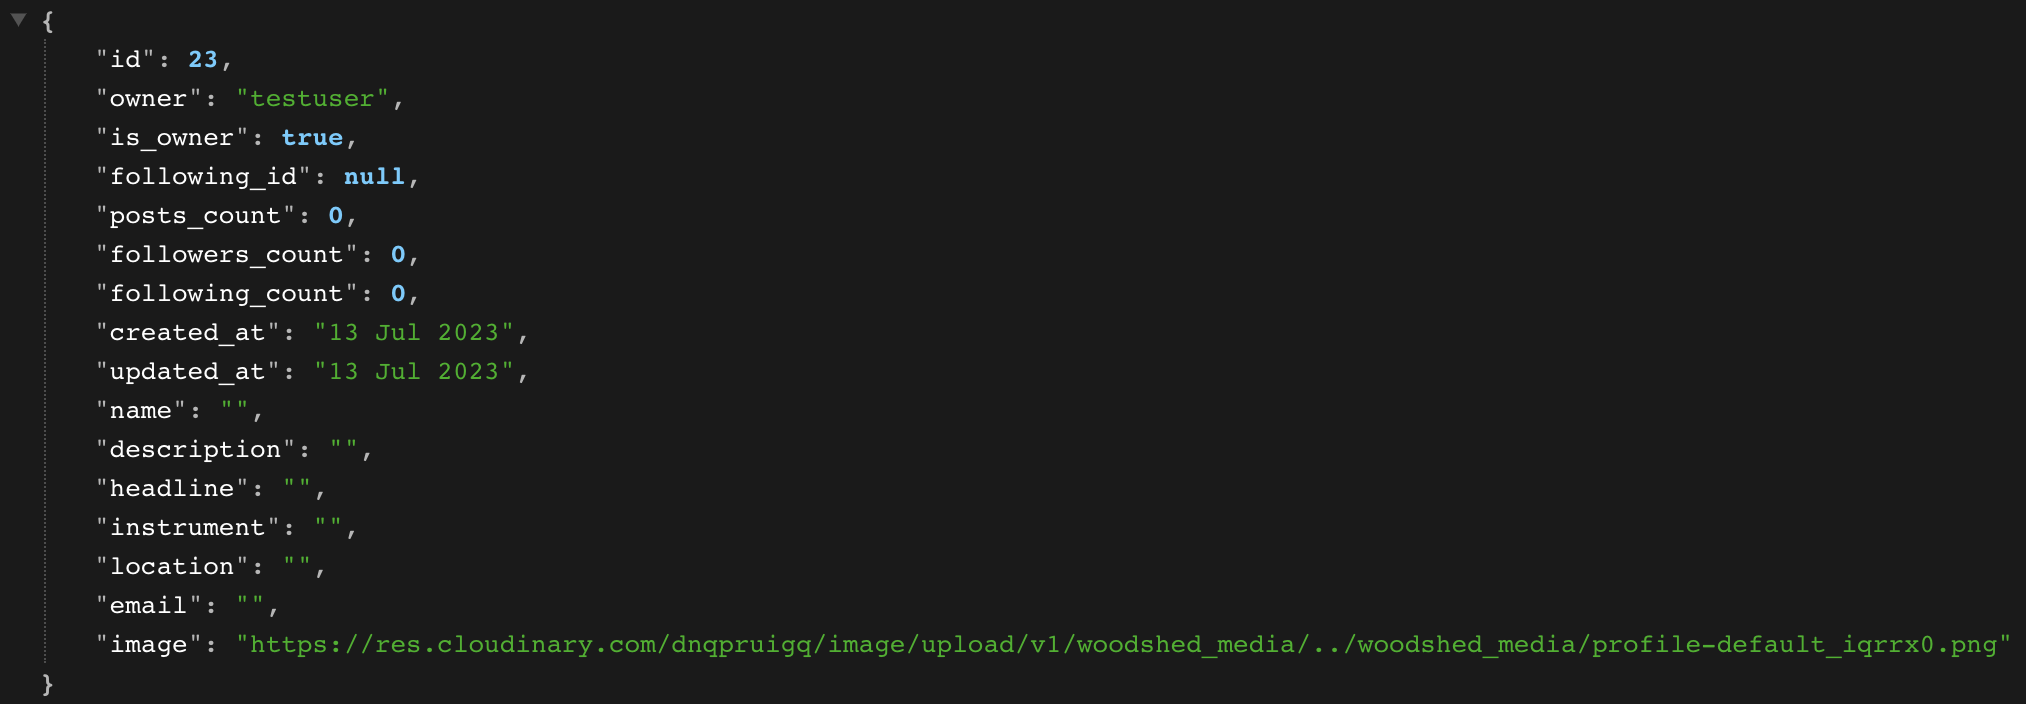 {
"id": 23,
"owner": "testuser",
"is_owner": true,
"following_id": null,
"posts_count": 0,
"followers_count": 0,
"following_count": 0,
"created_at": "13 Jul 2023",
"updated_at": "13 Jul 2023",
"name": "",
"description": "",
"headline": "",
"instrument": "",
"location": "",
"email": "",
"image": "https://res.cloudinary.com/dnqpruigq/image/upload/v1/woodshed_media/../woodshed_media/profile-default_iqrrx0.png"
}